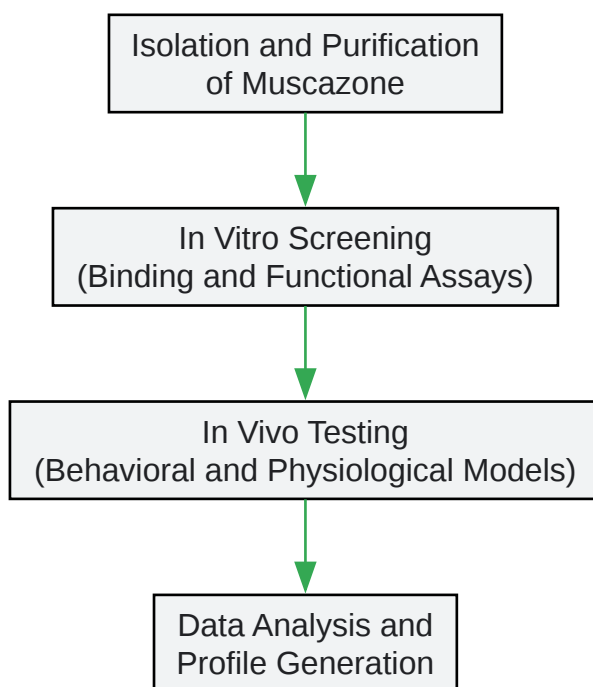 Isolation and Purification
of Muscazone
In Vitro Screening
(Binding and Functional Assays)
In Vivo Testing
(Behavioral and Physiological Models)
Data Analysis and
Profile Generation